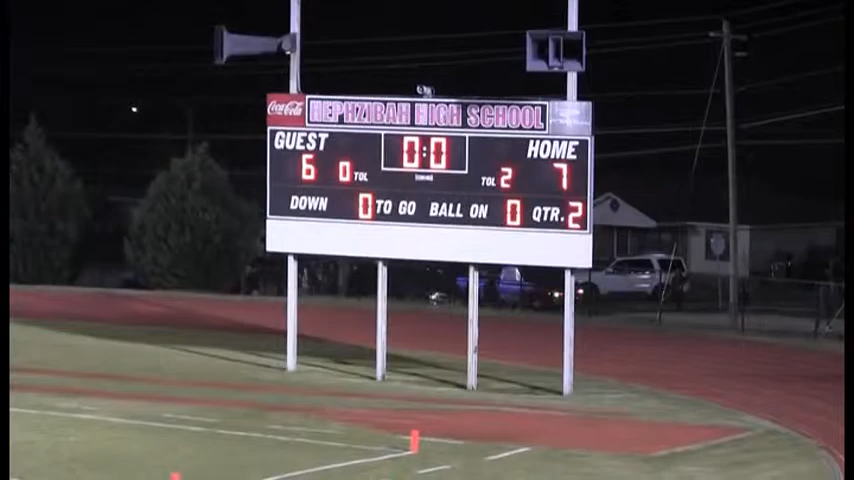 Coca-Cola HEPHZIBAH HIGH SCHOOL
GUEST 0:0 HOME
6 0 TOL TOL 2 7
DOWN 0 TO GO BALL ON 0 QTR. 2